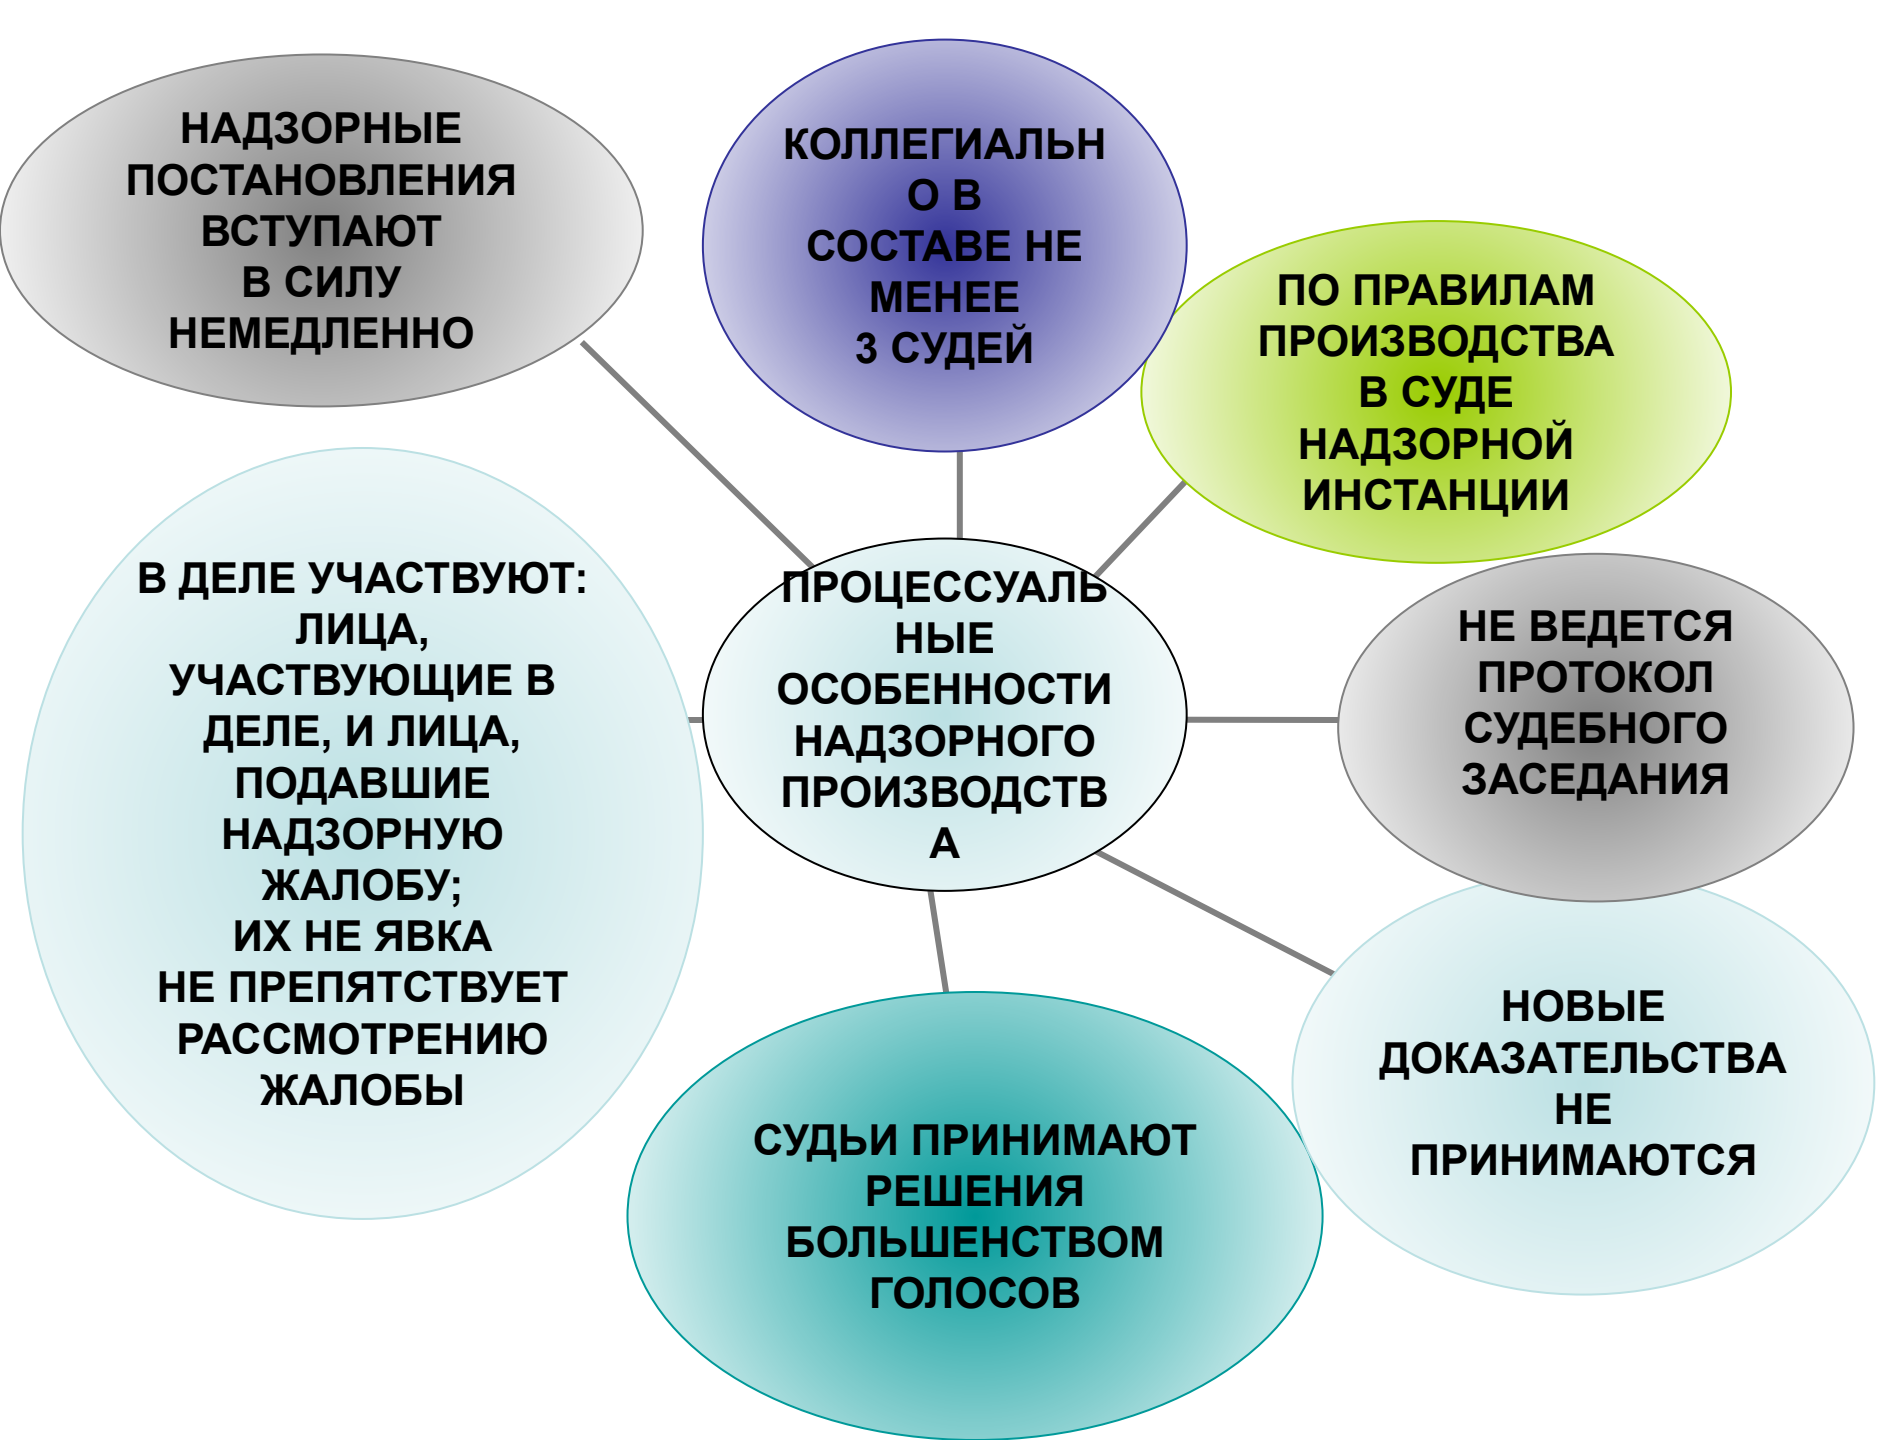 НАДЗОРНЫЕ
ПОСТАНОВЛЕНИЯ
ВСТУПАЮТ
В СИЛУ
НЕМЕДЛЕННО
КОЛЛЕГИАЛЬН
О В
СОСТАВЕ НЕ
МЕНЕЕ
3 СУДЕЙ
ПО ПРАВИЛАМ
ПРОИЗВОДСТВА
В СУДЕ
НАДЗОРНОЙ
ИНСТАНЦИИ
В ДЕЛЕ УЧАСТВУЮТ:
ЛИЦА,
УЧАСТВУЮЩИЕ В
ДЕЛЕ, И ЛИЦА,
ПОДАВШИЕ
НАДЗОРНУЮ
ЖАЛОБУ;
ИХ НЕ ЯВКА
НЕ ПРЕПЯТСТВУЕТ
РАССМОТРЕНИЮ
ЖАЛОБЫ
ПРОЦЕССУАЛЬ
НЫЕ
ОСОБЕННОСТИ
НАДЗОРНОГО
ПРОИЗВОДСТВ
А
НЕ ВЕДЕТСЯ
ПРОТОКОЛ
СУДЕБНОГО
ЗАСЕДАНИЯ
НОВЫЕ
ДОКАЗАТЕЛЬСТВА
НЕ
ПРИНИМАЮТСЯ
СУДЬИ ПРИНИМАЮТ
РЕШЕНИЯ
БОЛЬШЕНСТВОМ
ГОЛОСОВ